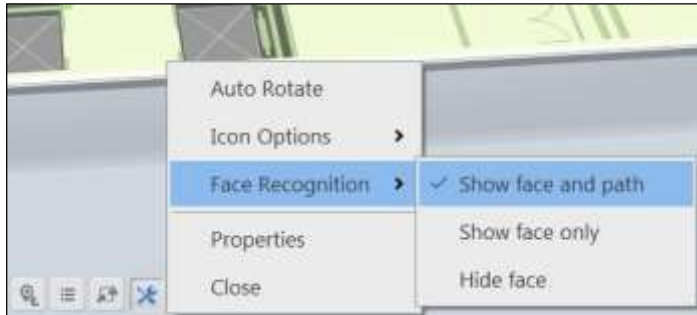 Auto Rotate
Icon Options
Face Recognition
Show face and path
Properties
Show face only
Close
Hide face